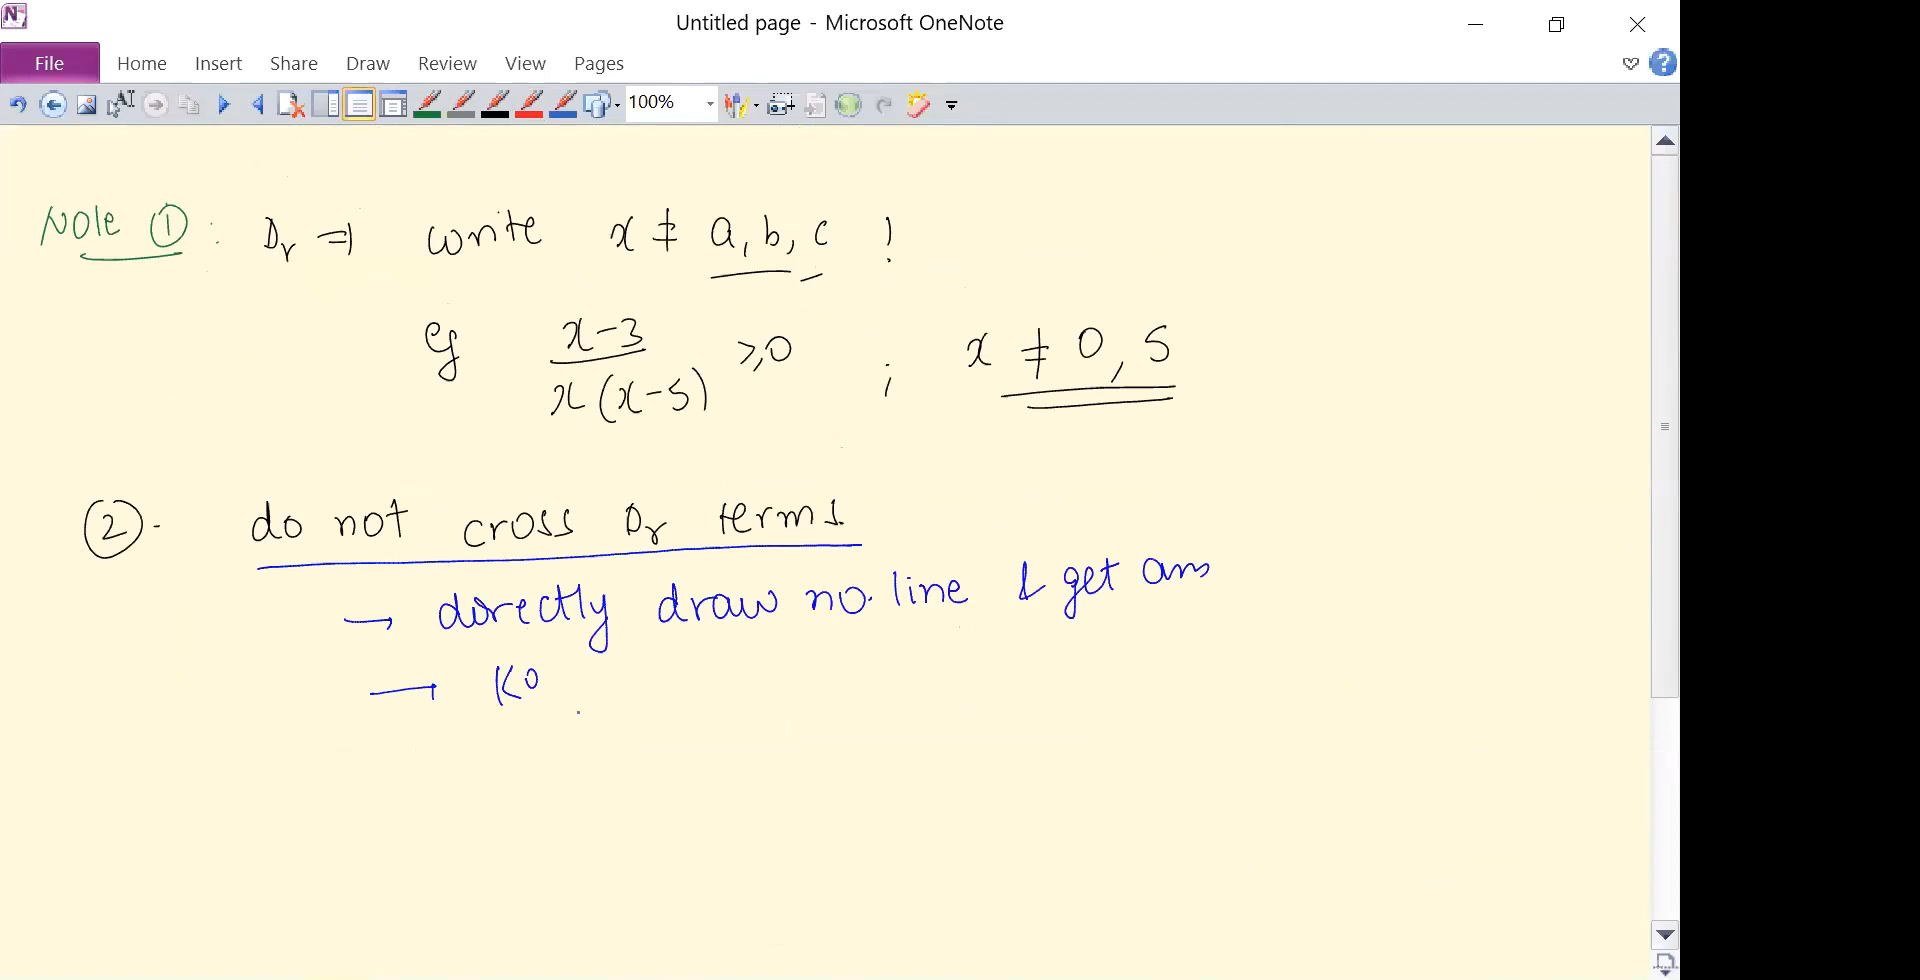 Untitled page - Microsoft OneNote
File Home Insert Share Draw Review View Pages
100%
Note ① : Dr ⇒ write x ≠ a, b, c !
eg (x-3)/(x(x-5)) ≥0 ; x ≠ 0, 5
②. do not cross Dr terms
→ directly draw no. line & get ans
→ Ko